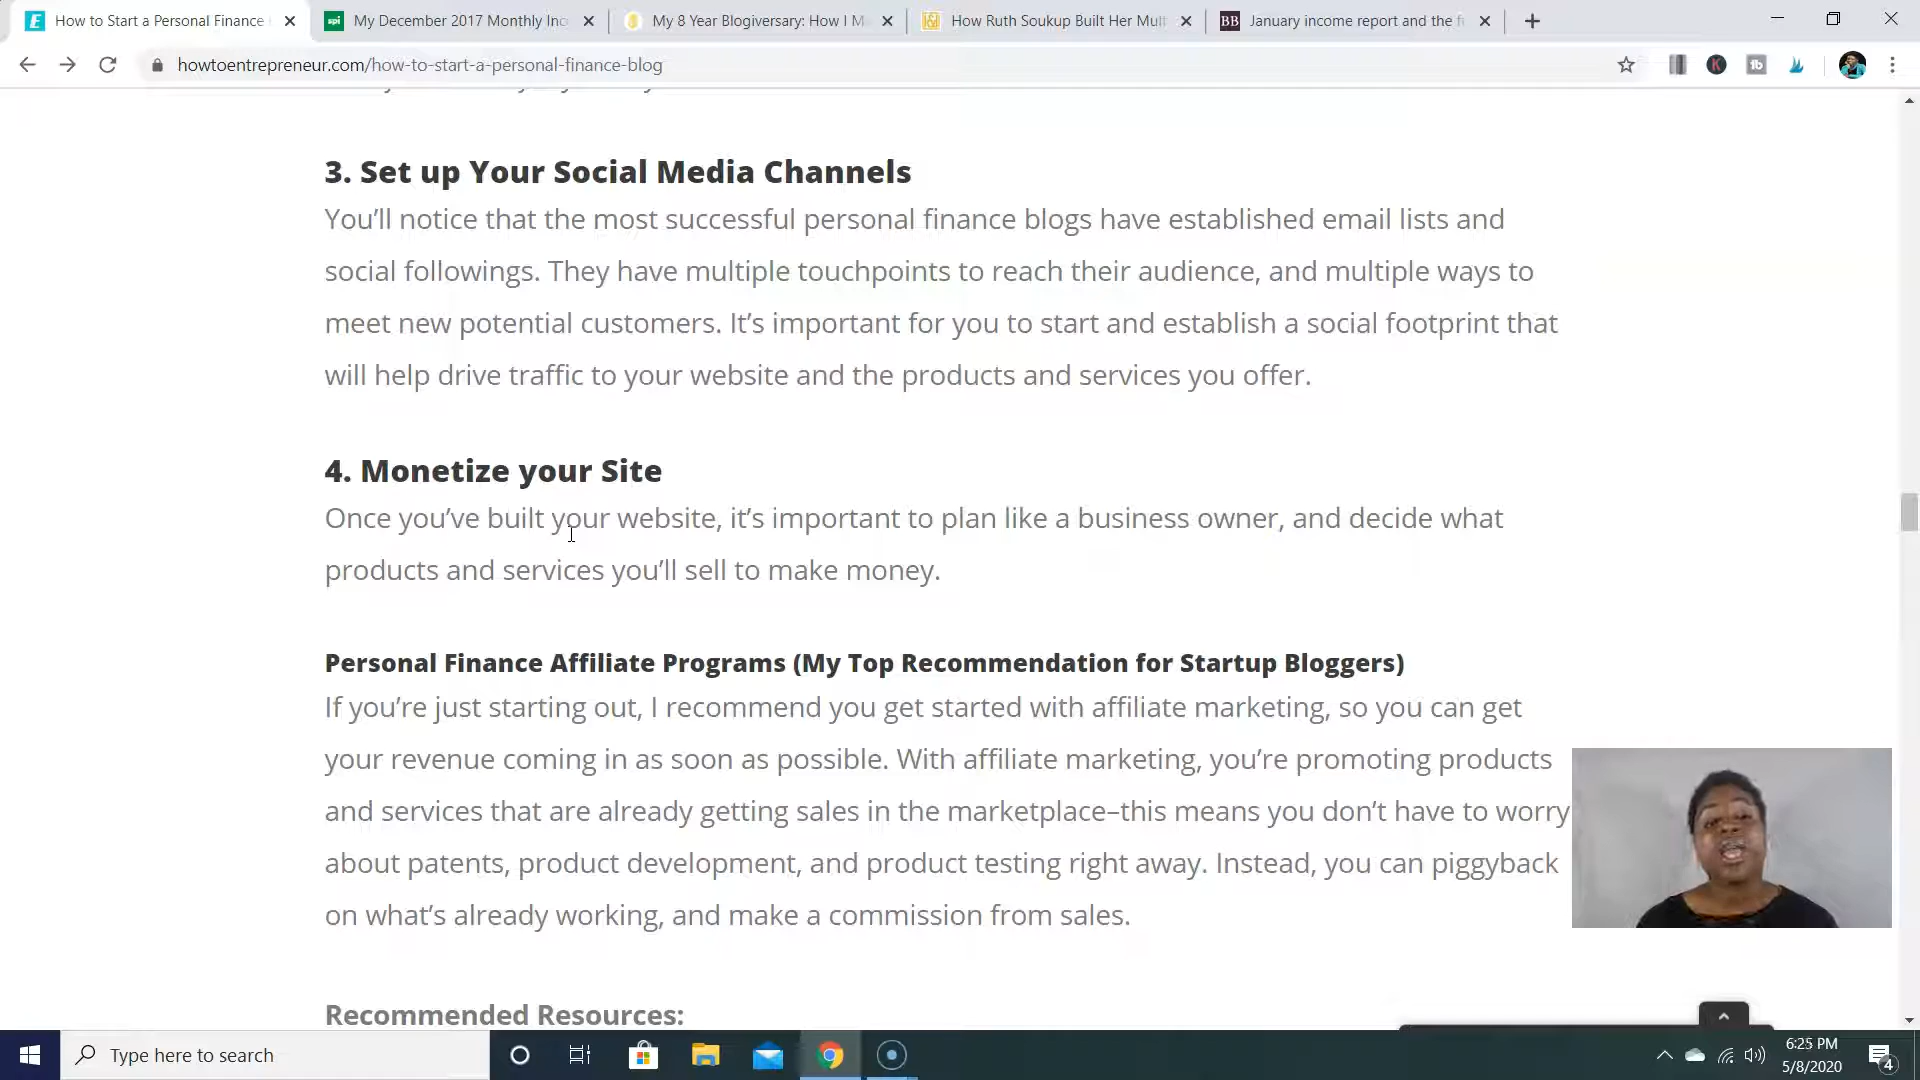 How to Start a Personal Finance
My December 2017 Monthly Inc
My 8 Year Blogiversary: How I M
How Ruth Soukup Built Her Mult
BB
January income report and the f
howtoentrepreneur.com/how-to-start-a-personal-finance-blog
3. Set up Your Social Media Channels
You’ll notice that the most successful personal finance blogs have established email lists and
social followings. They have multiple touchpoints to reach their audience, and multiple ways to
meet new potential customers. It’s important for you to start and establish a social footprint that
will help drive traffic to your website and the products and services you offer.
4. Monetize your Site
Once you’ve built your website, it’s important to plan like a business owner, and decide what
products and services you’ll sell to make money.
Personal Finance Affiliate Programs (My Top Recommendation for Startup Bloggers)
If you’re just starting out, I recommend you get started with affiliate marketing, so you can get
your revenue coming in as soon as possible. With affiliate marketing, you’re promoting products
and services that are already getting sales in the marketplace–this means you don’t have to worry
about patents, product development, and product testing right away. Instead, you can piggyback
on what’s already working, and make a commission from sales.
Recommended Resources:
Type here to search
6:25 PM
5/8/2020
4